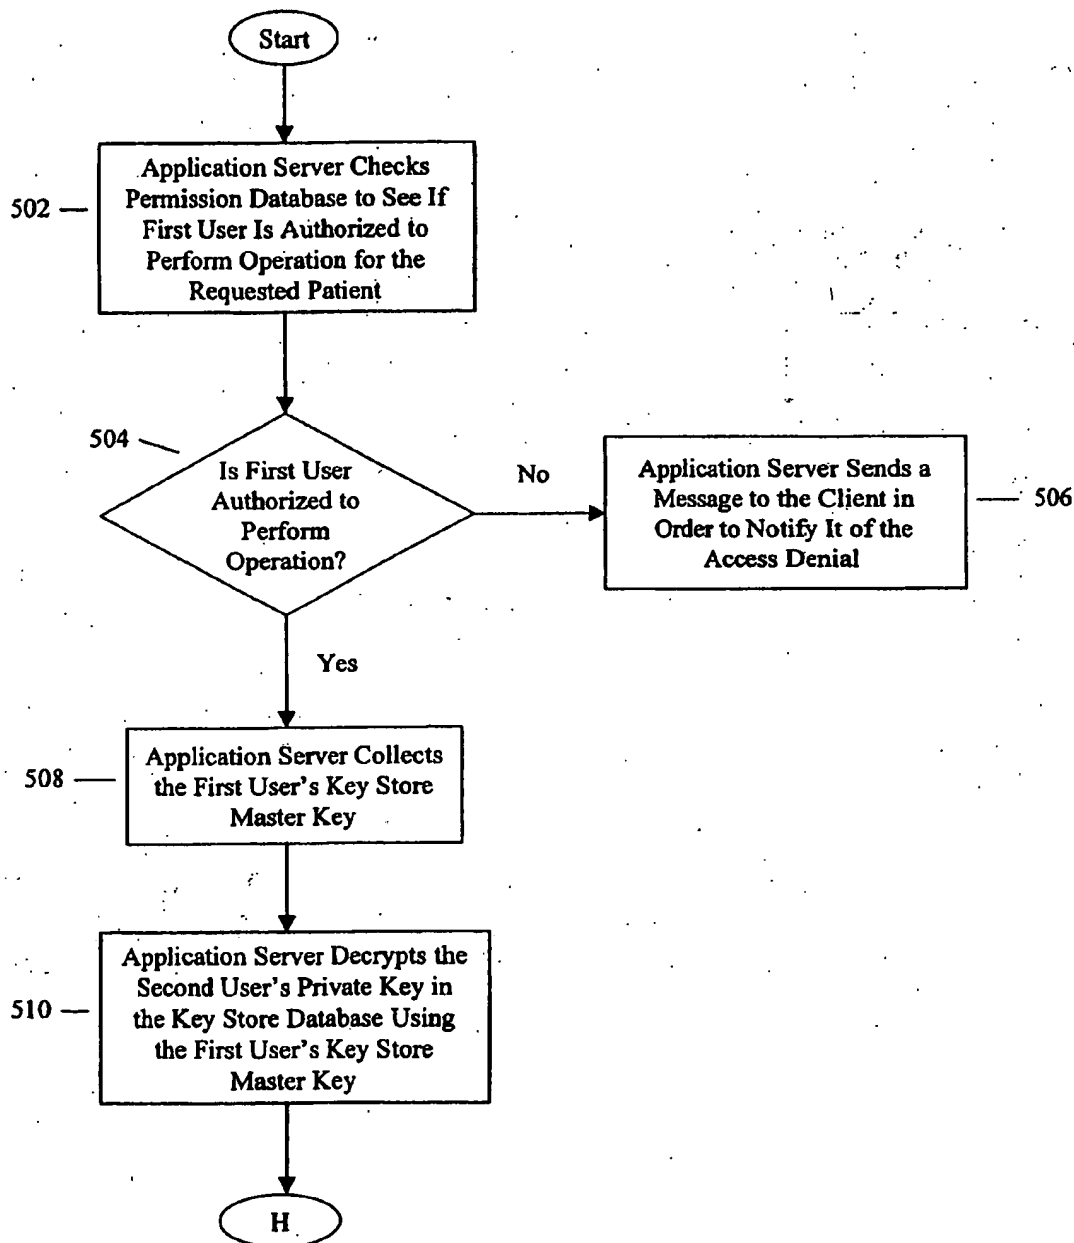 Start
502
Application Server Checks
Permission Database to See If
First User Is Authorized to
Perform Operation for the
Requested Patient
504
Is First User
Authorized to
Perform
Operation?
No
Application Server Sends a
Message to the Client in
Order to Notify It of the
Access Denial
506
Yes
508
Application Server Collects
the First User's Key Store
Master Key
510
Application Server Decrypts the
Second User's Private Key in
the Key Store Database Using
the First User's Key Store
Master Key
H